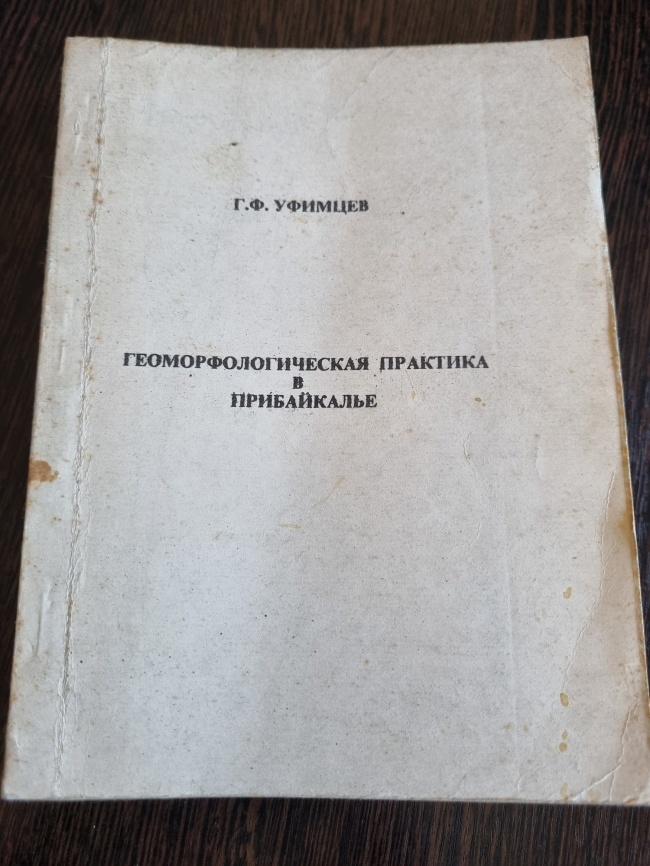 Г.Ф. УФИМЦЕВ
ГЕОМОРФОЛОГИЧЕСКАЯ ПРАКТИКА
В
ПРИБАЙКАЛЬЕ